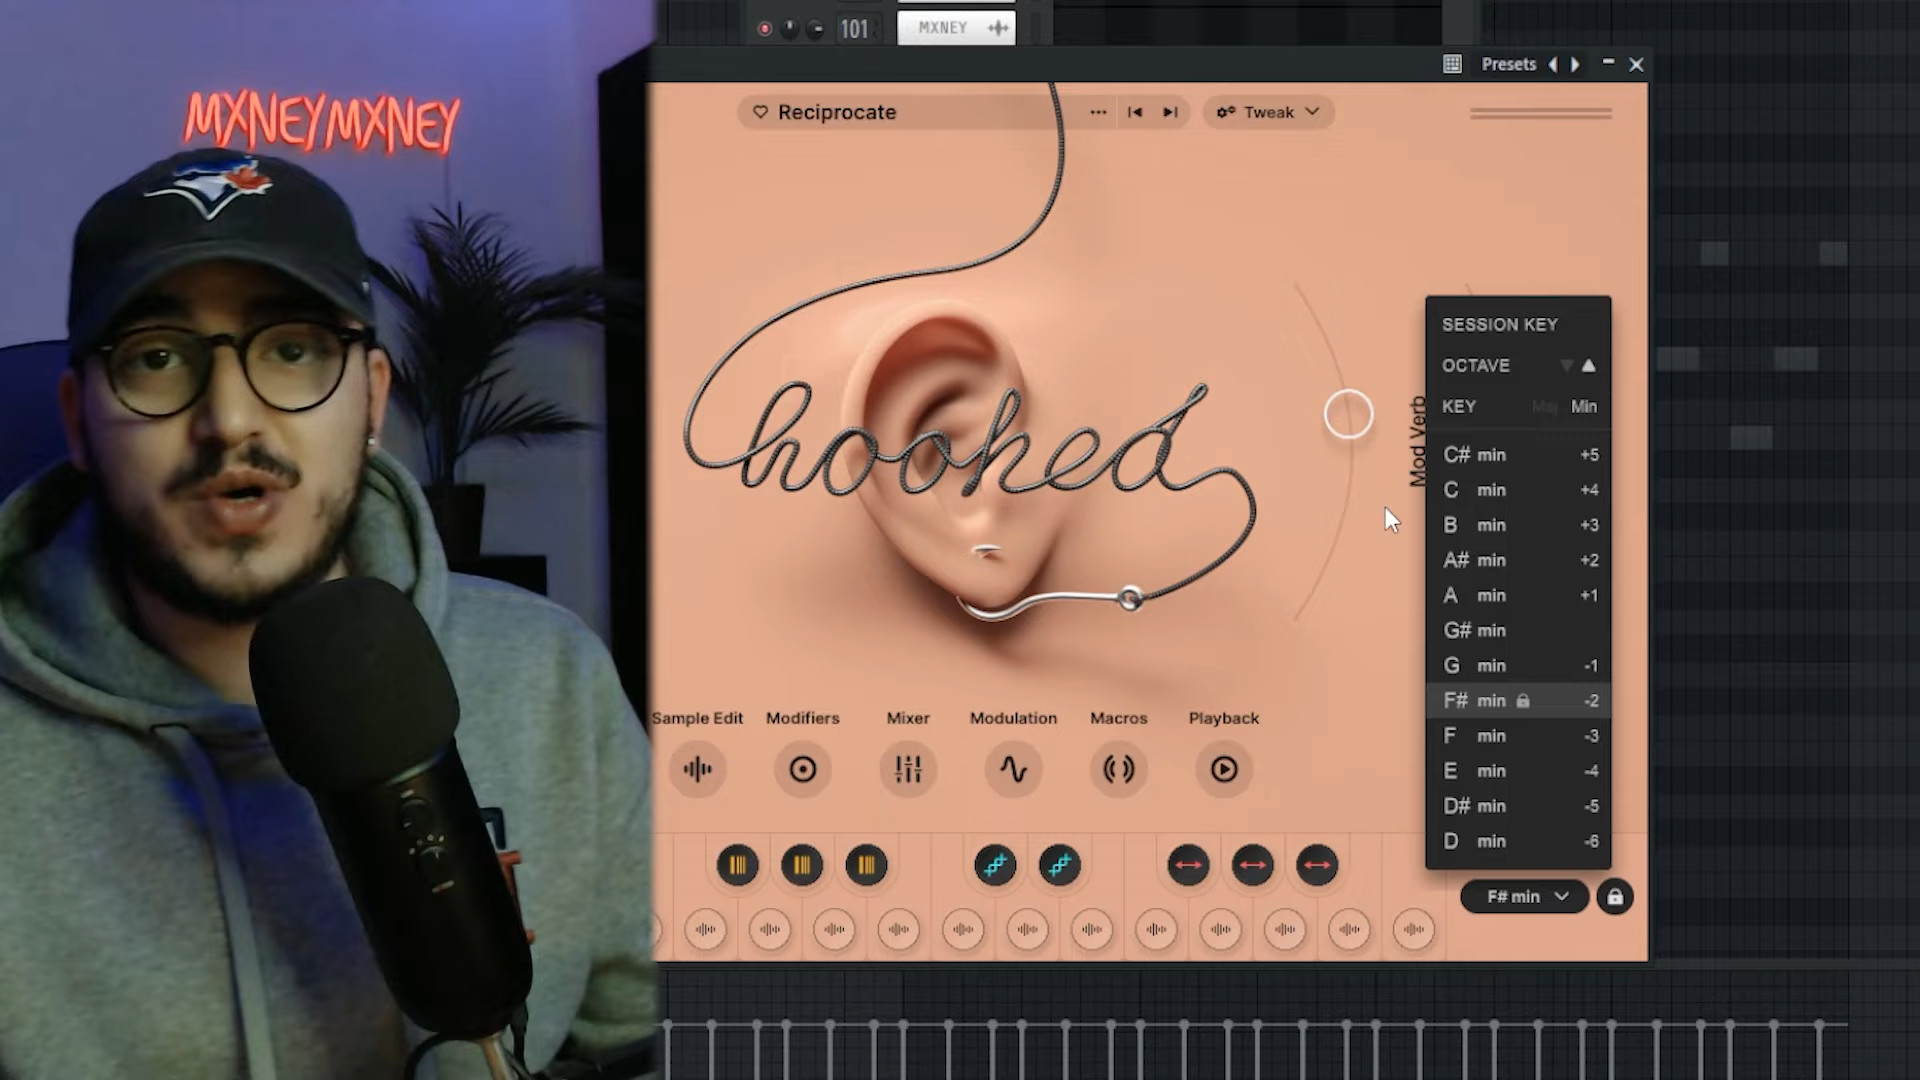 MXNEYMXNEY
101
MXNEY
Presets
Reciprocate
Tweak
hooked
Mod Verb
SESSION KEY
OCTAVE
KEY Maj Min
C# min +5
C min +4
B min +3
A# min +2
A min +1
G# min
G min -1
F# min -2
F min -3
E min -4
D# min -5
D min -6
Sample Edit
Modifiers
Mixer
Modulation
Macros
Playback
F# min